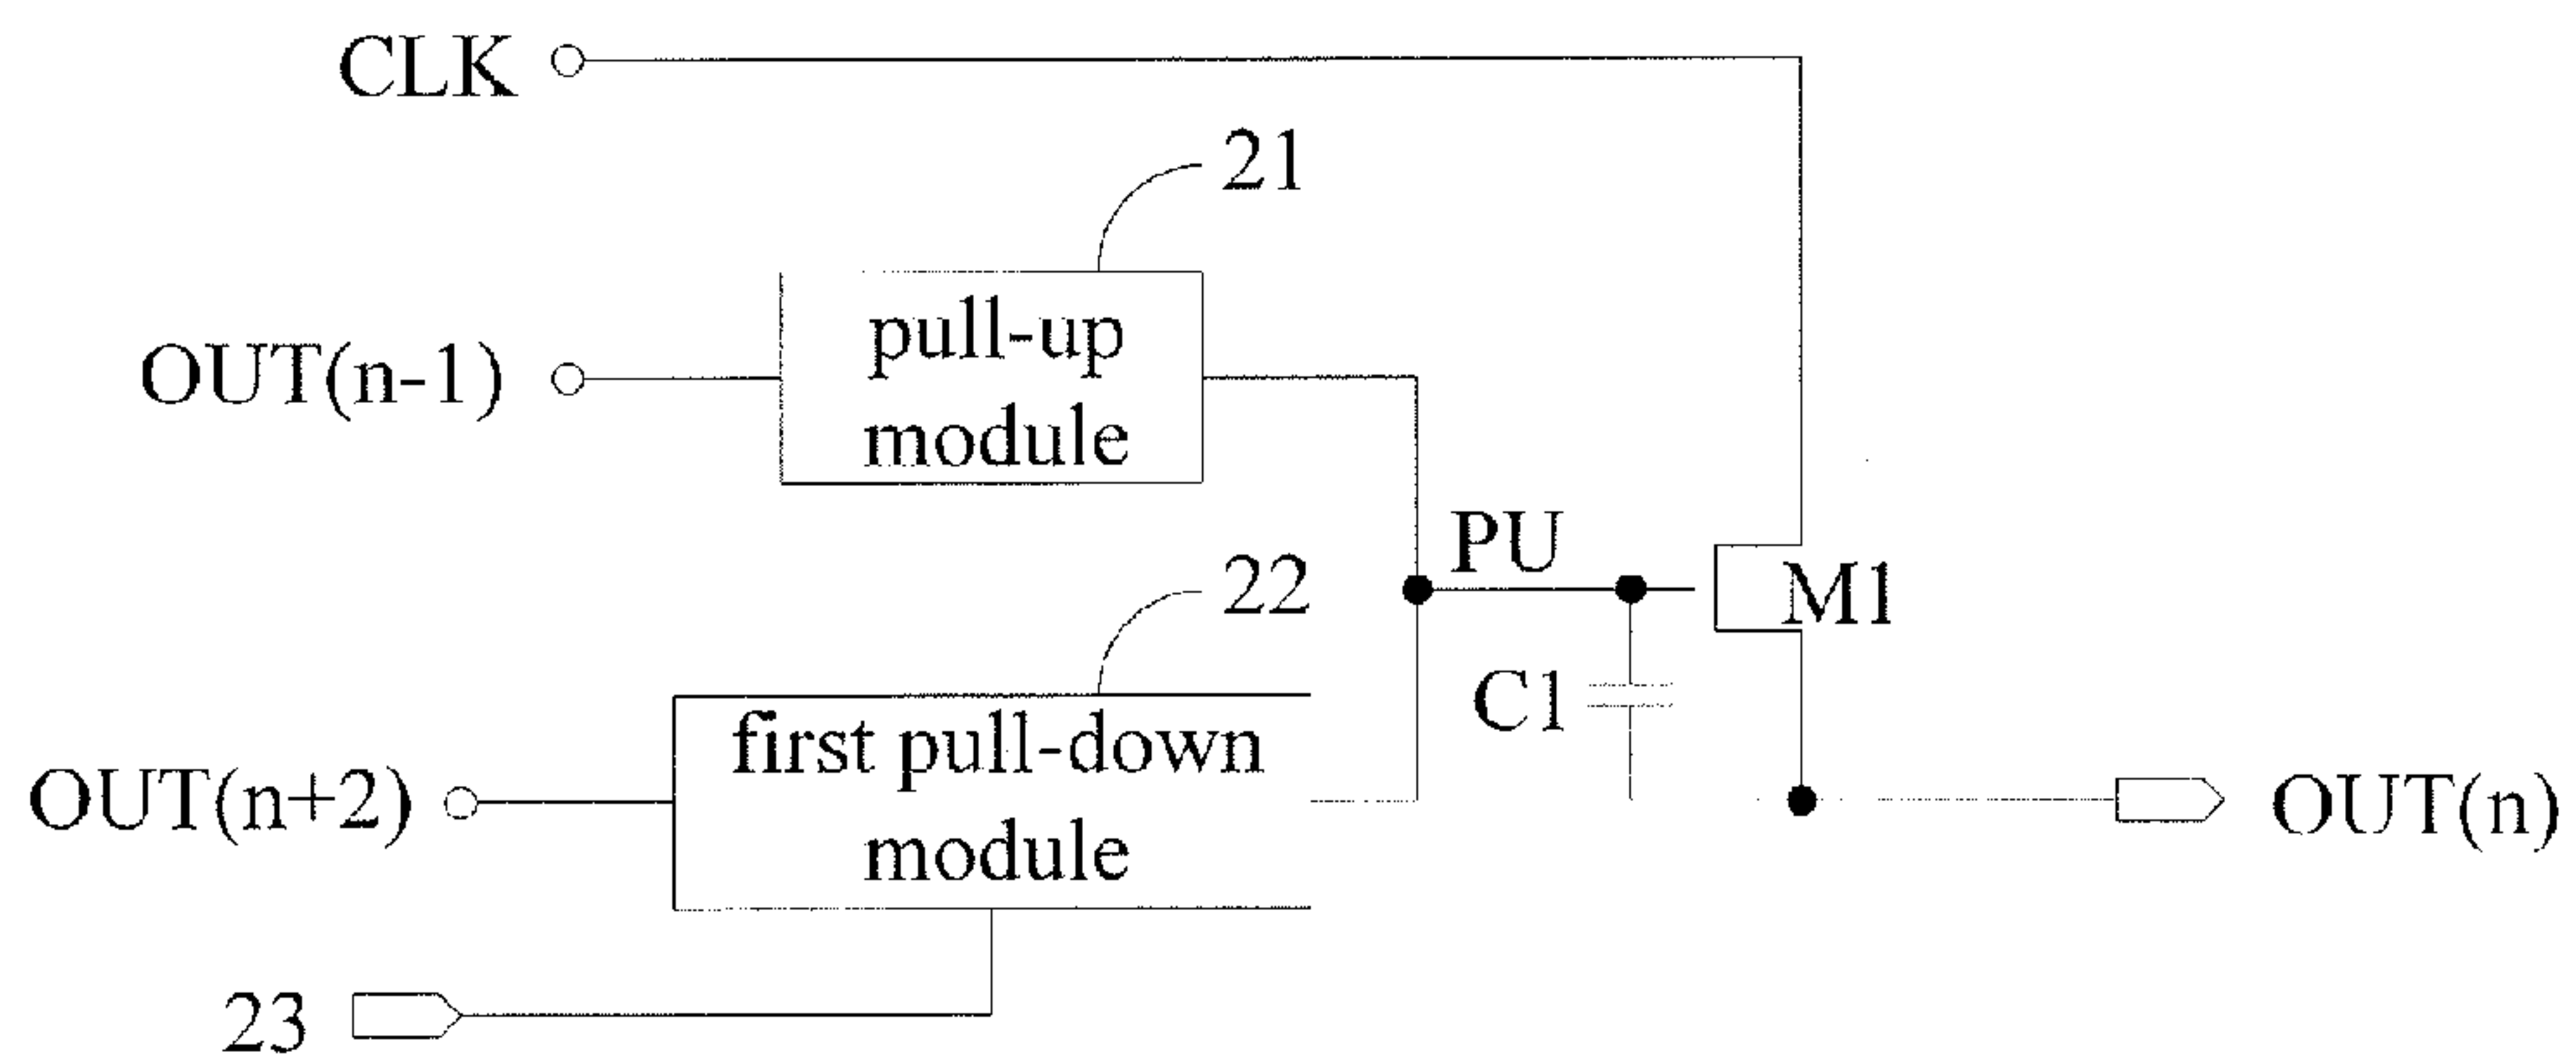 CLK
21
pull-up
module
OUT(n-1)
PU
M1
22
C1
first pull-down
module
OUT(n+2)
OUT(n)
23